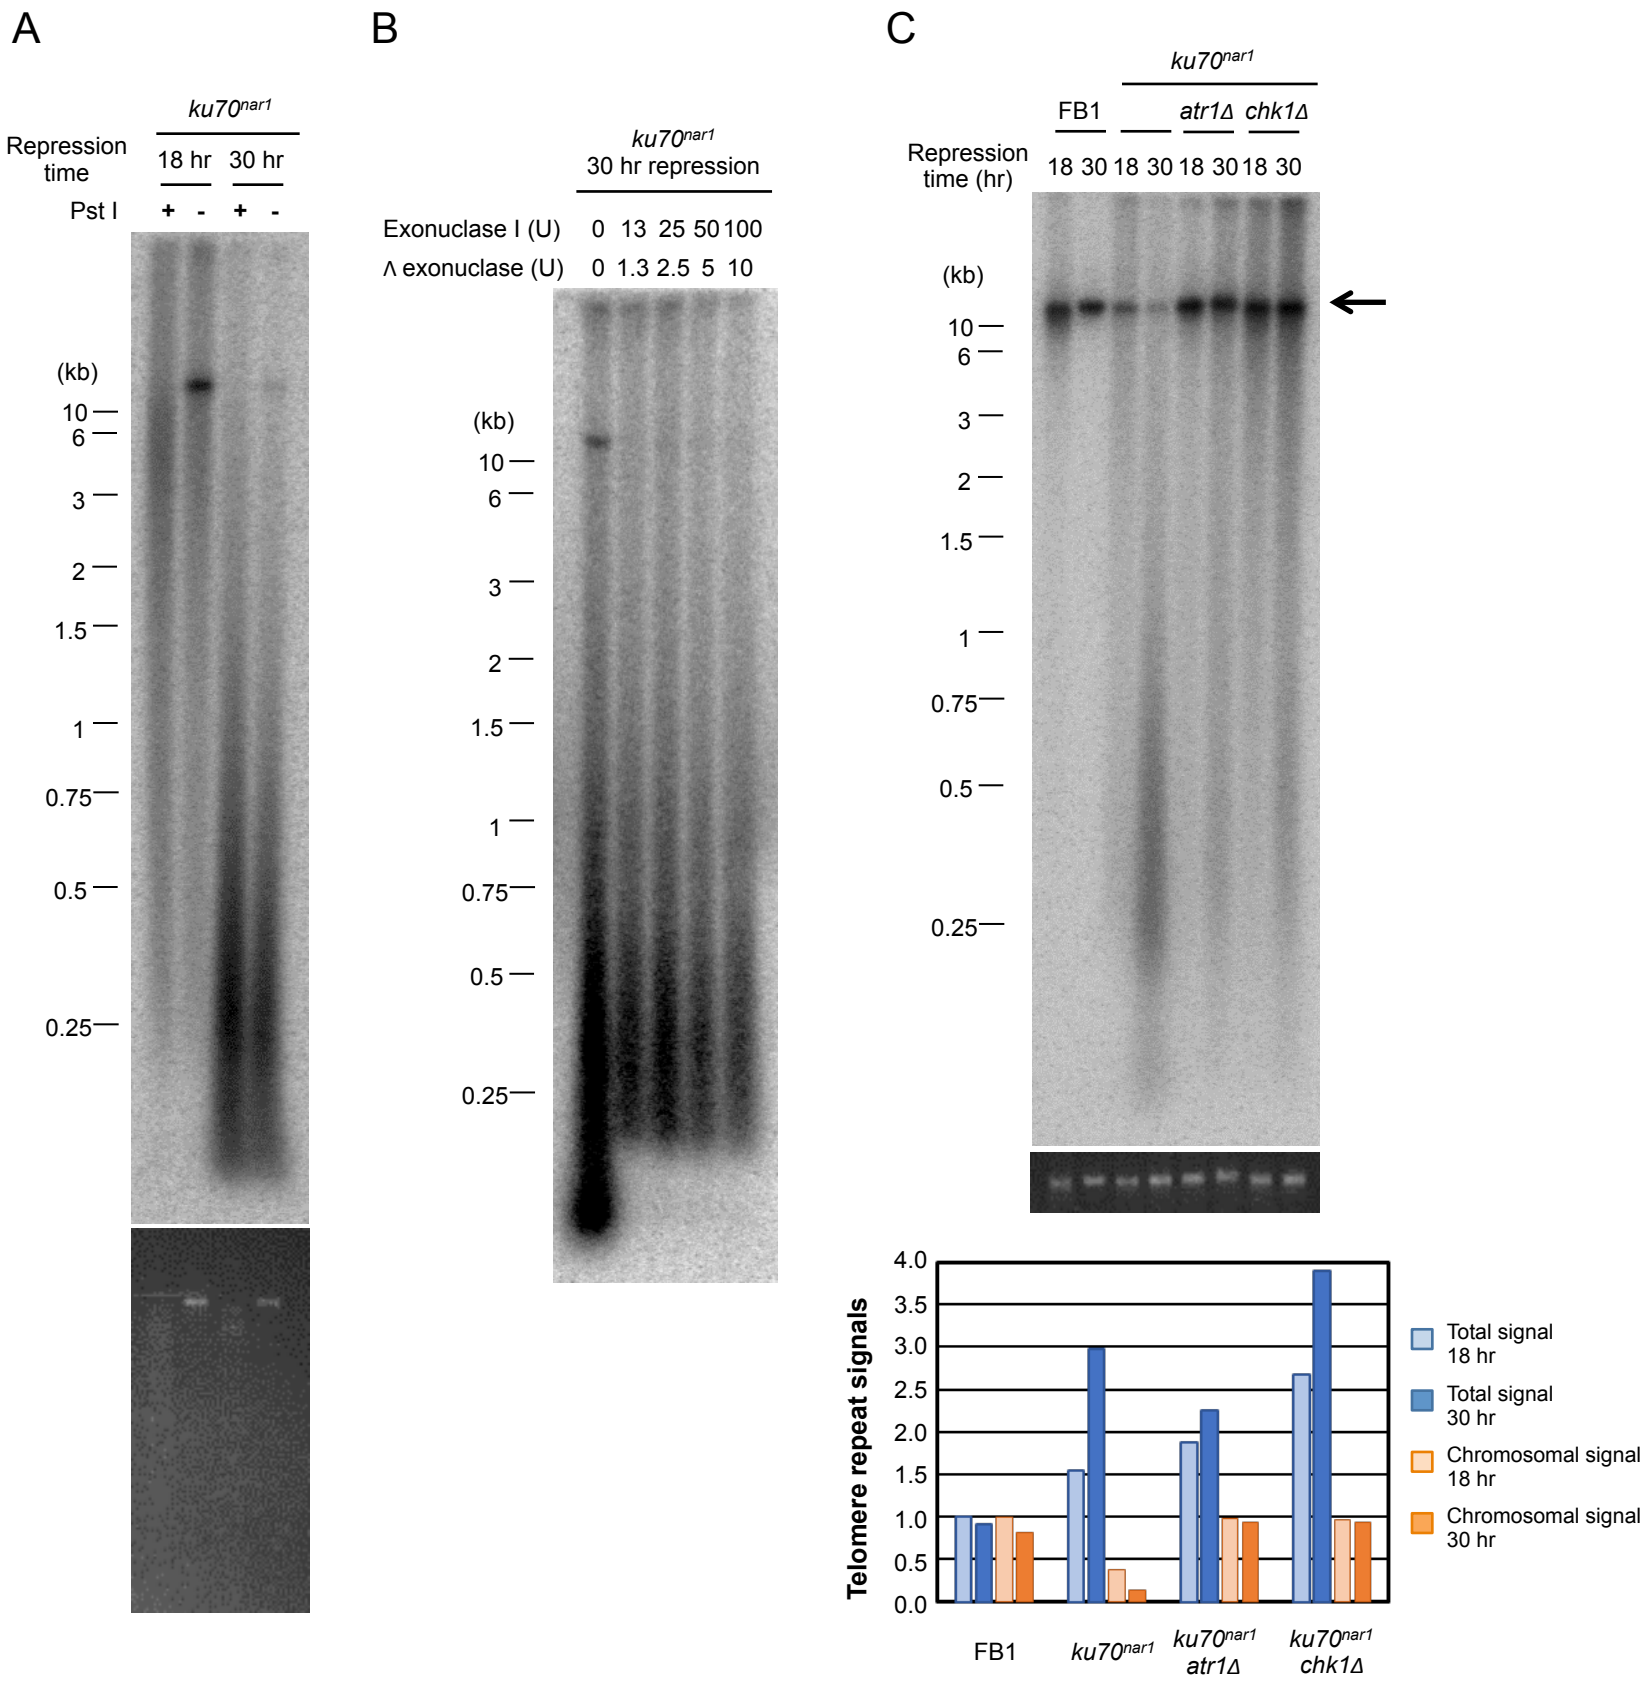 A
ku70nar1
Repression
time
18 hr 30 hr
Pst I + - + -
(kb)
10
6
3
2
1.5
1
0.75
0.5
0.25
B
ku70nar1
30 hr repression
Exonuclase I (U) 0 13 25 50 100
Λ exonuclase (U) 0 1.3 2.5 5 10
(kb)
10
6
3
2
1.5
1
0.75
0.5
0.25
C
ku70nar1
FB1 atr1Δ chk1Δ
Repression
time (hr)
18 30 18 30 18 30 18 30
(kb)
10
6
3
2
1.5
1
0.75
0.5
0.25
Telomere repeat signals
4.0
3.5
3.0
2.5
2.0
1.5
1.0
0.5
0.0
FB1
ku70nar1
ku70nar1
atr1Δ
ku70nar1
chk1Δ
Total signal
18 hr
Total signal
30 hr
Chromosomal signal
18 hr
Chromosomal signal
30 hr